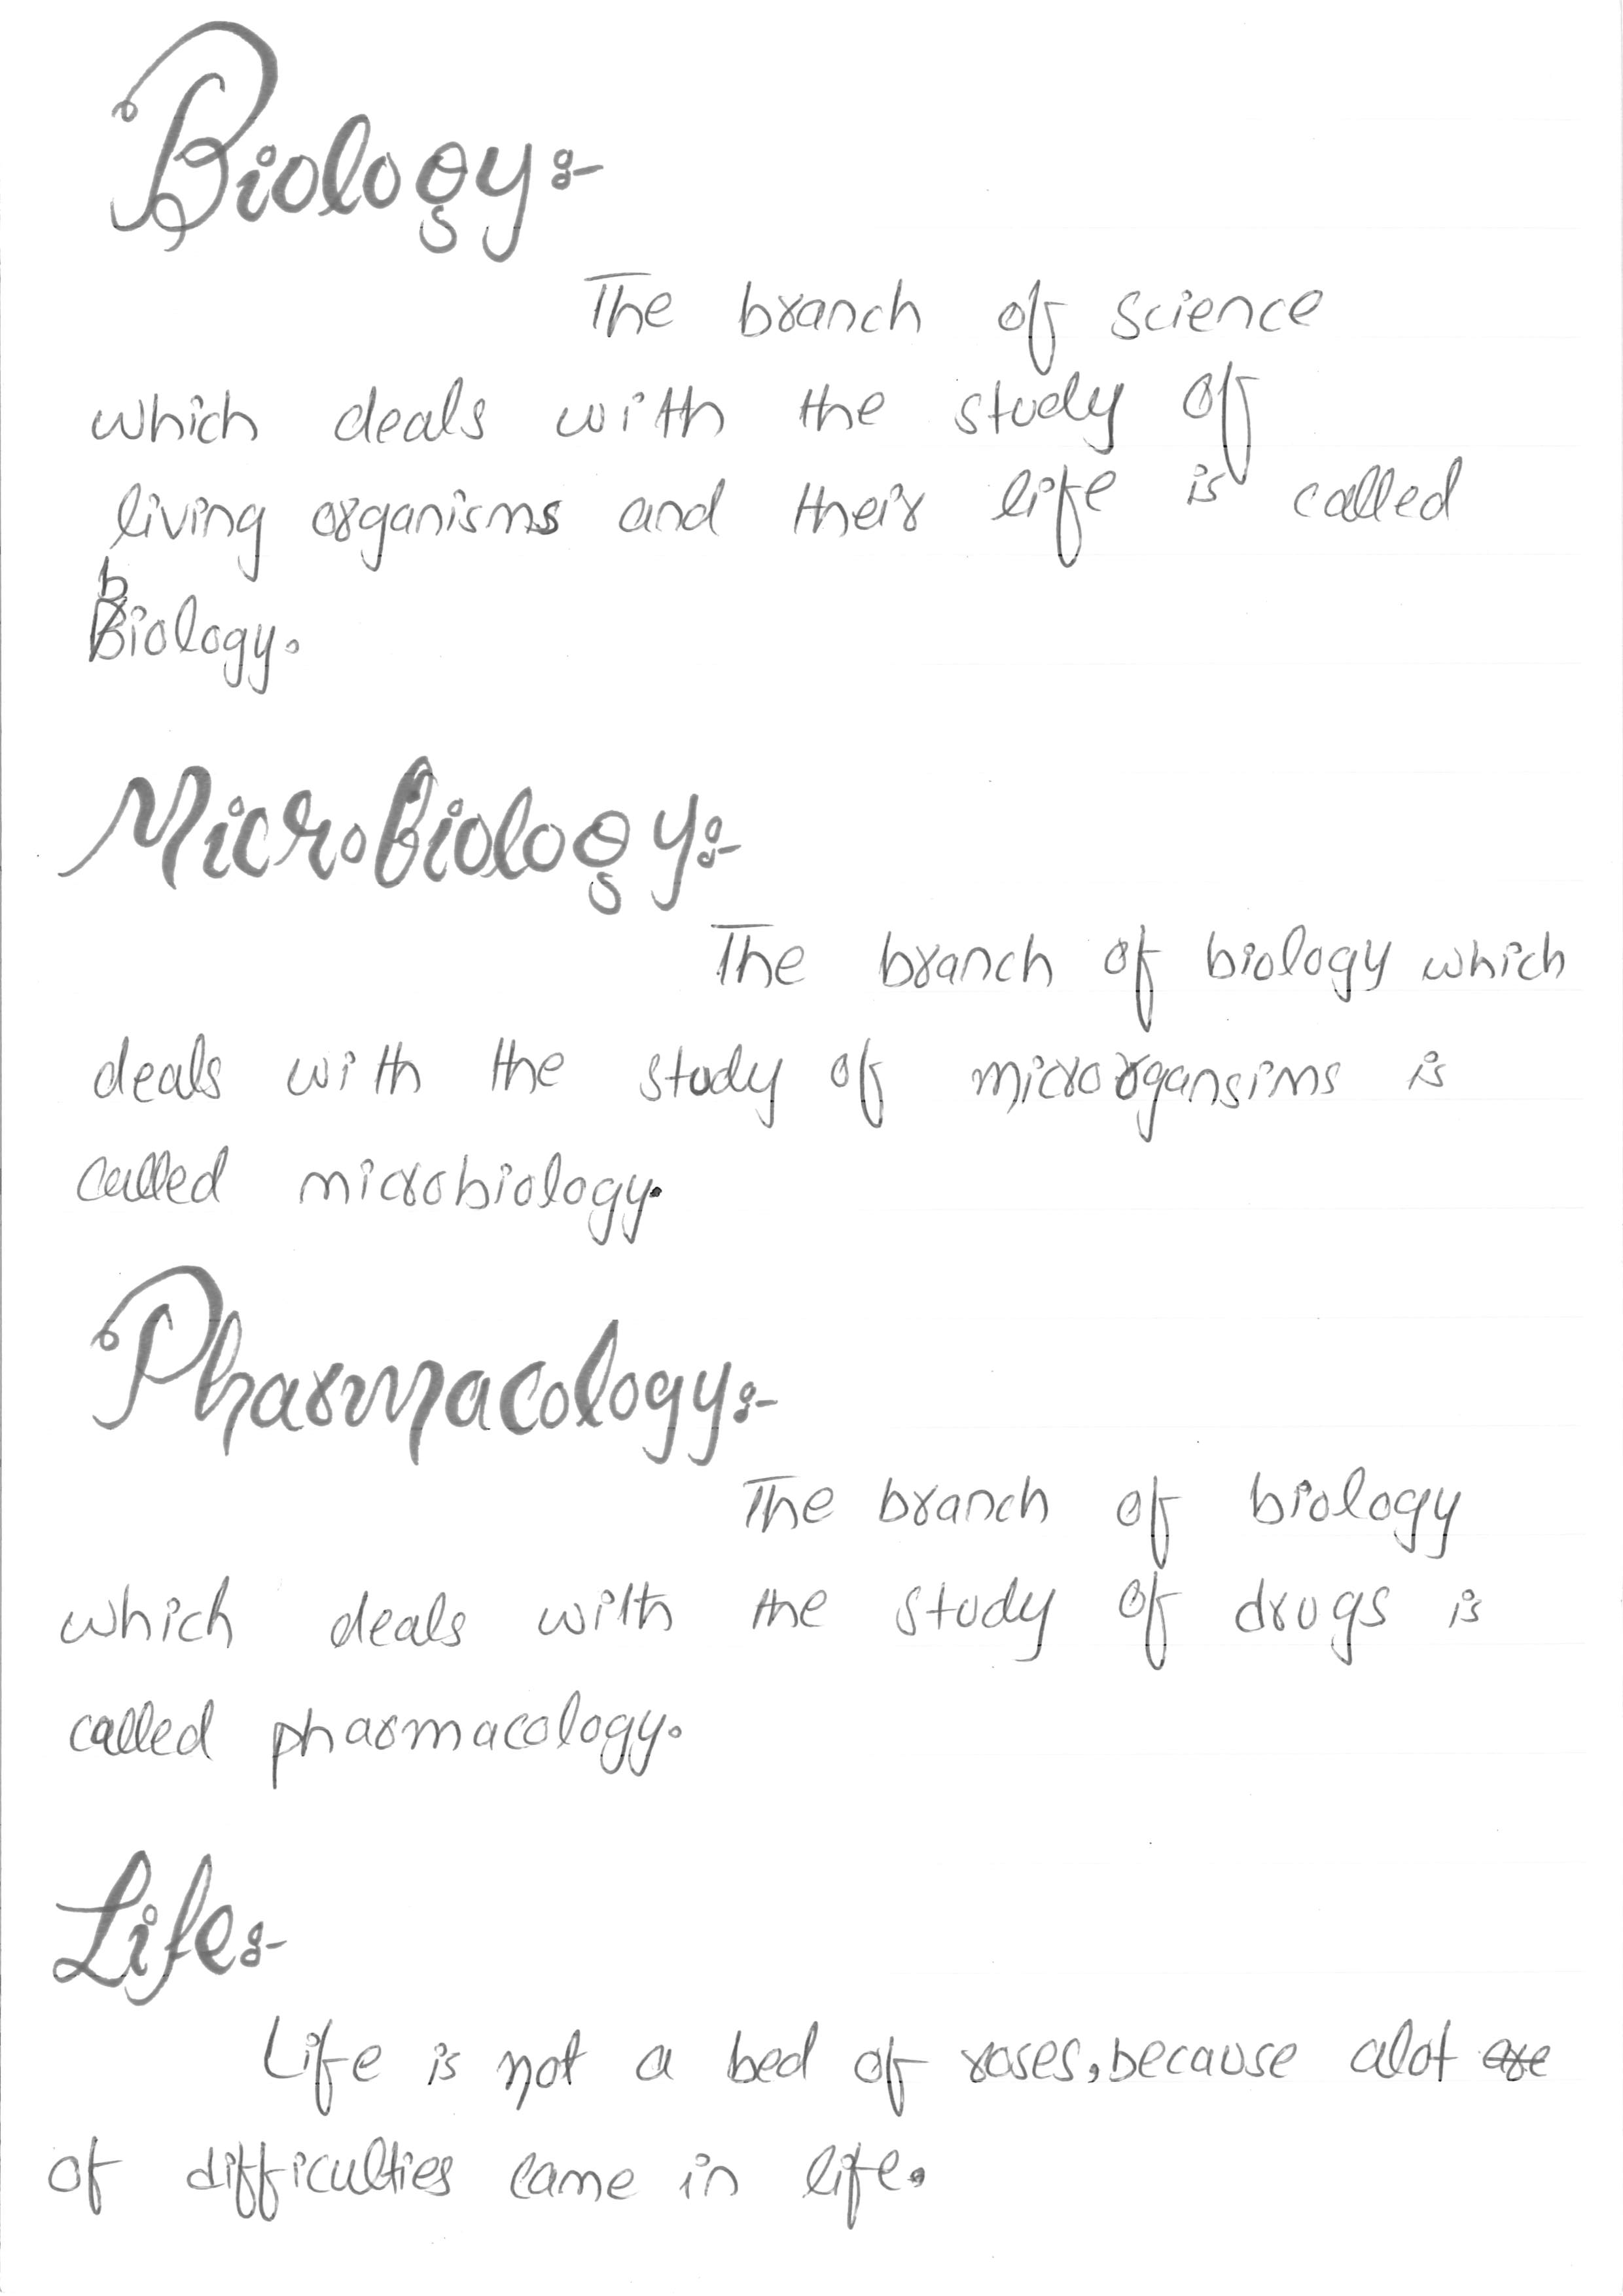 Biology:-
The branch of science
which deals with the study of
living organisms and their life is called
biology.
Microbiology:-
The branch of biology which
deals with the study of microorgansims is
called microbiology.
Pharmacology:-
The branch of biology
which deals with the study of drugs is
called pharmacology.
Life:-
Life is not a bed of roses, because alot are
of difficulties came in life.